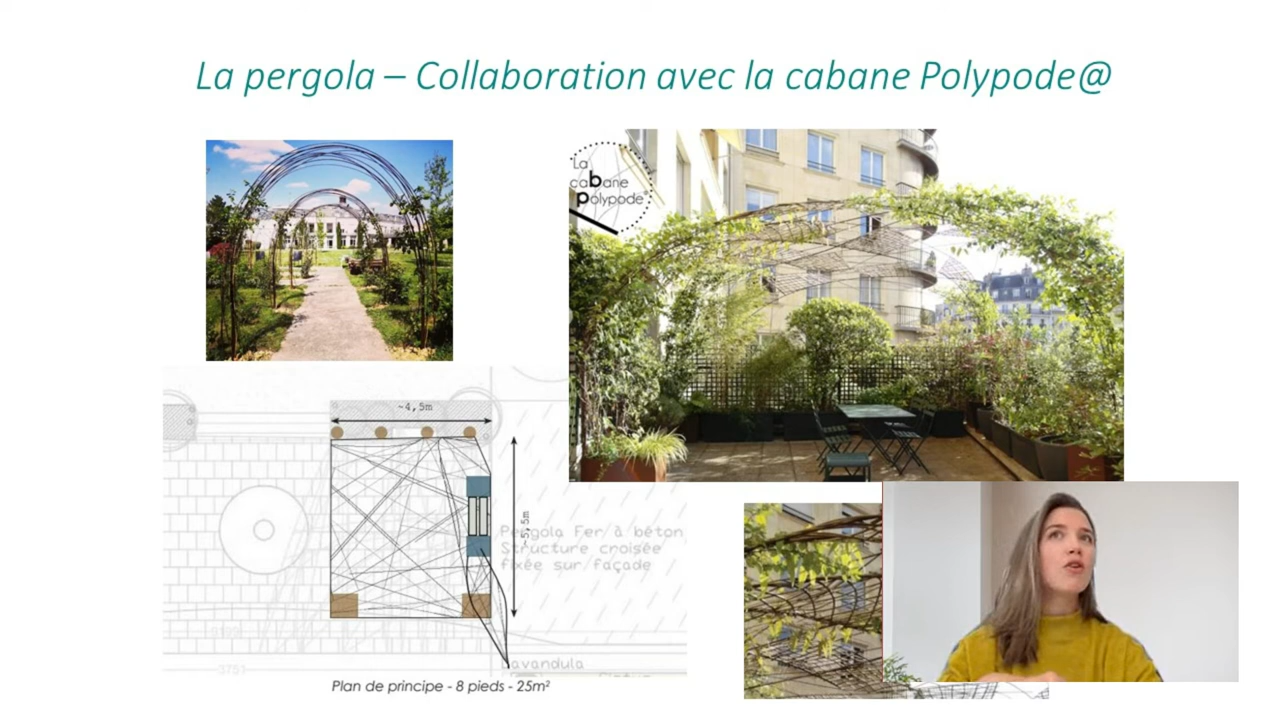 La pergola – Collaboration avec la cabane Polypode@
La
cabane
polypode
~4,5m
~5,5m
Pergola Fer à béton
Structure croisée
fixée sur façade
3751
Lavandula
Plan de principe - 8 pieds - 25m²